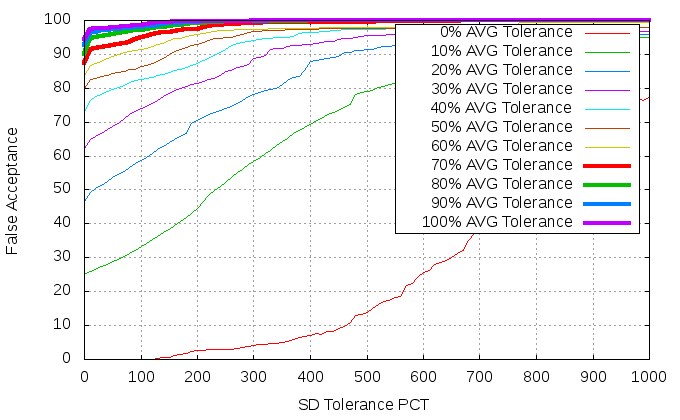 100
90
80
70
60
50
40
30
20
10
0
False Acceptance
0% AVG Tolerance
10% AVG Tolerance
20% AVG Tolerance
30% AVG Tolerance
40% AVG Tolerance
50% AVG Tolerance
60% AVG Tolerance
70% AVG Tolerance
80% AVG Tolerance
90% AVG Tolerance
100% AVG Tolerance
0 100 200 300 400 500 600 700 800 900 1000
SD Tolerance PCT